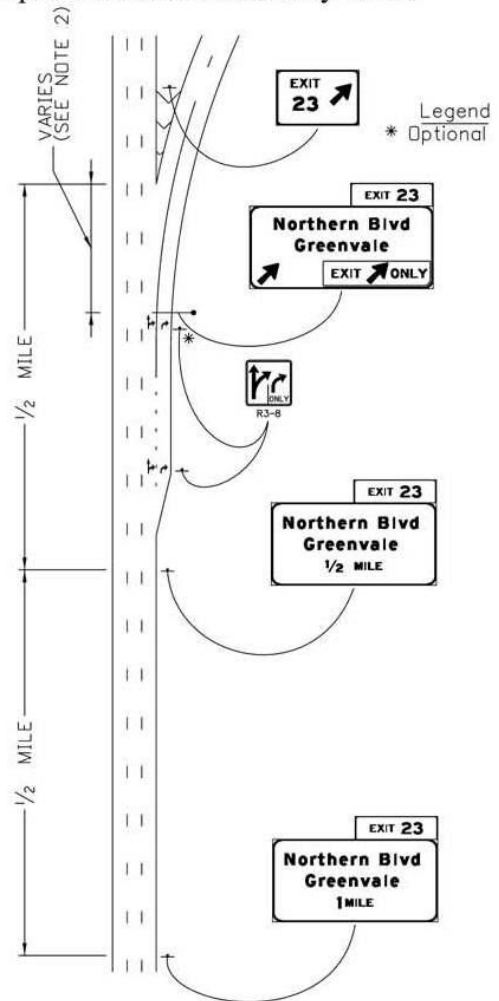 VARIES
(SEE NOTE 2)
EXIT
23
Legend
* Optional
EXIT 23
Northern Blvd
Greenvale
EXIT ONLY
1/2 MILE
*
ONLY
R3-8
EXIT 23
Northern Blvd
Greenvale
1/2 MILE
1/2 MILE
EXIT 23
Northern Blvd
Greenvale
1 MILE